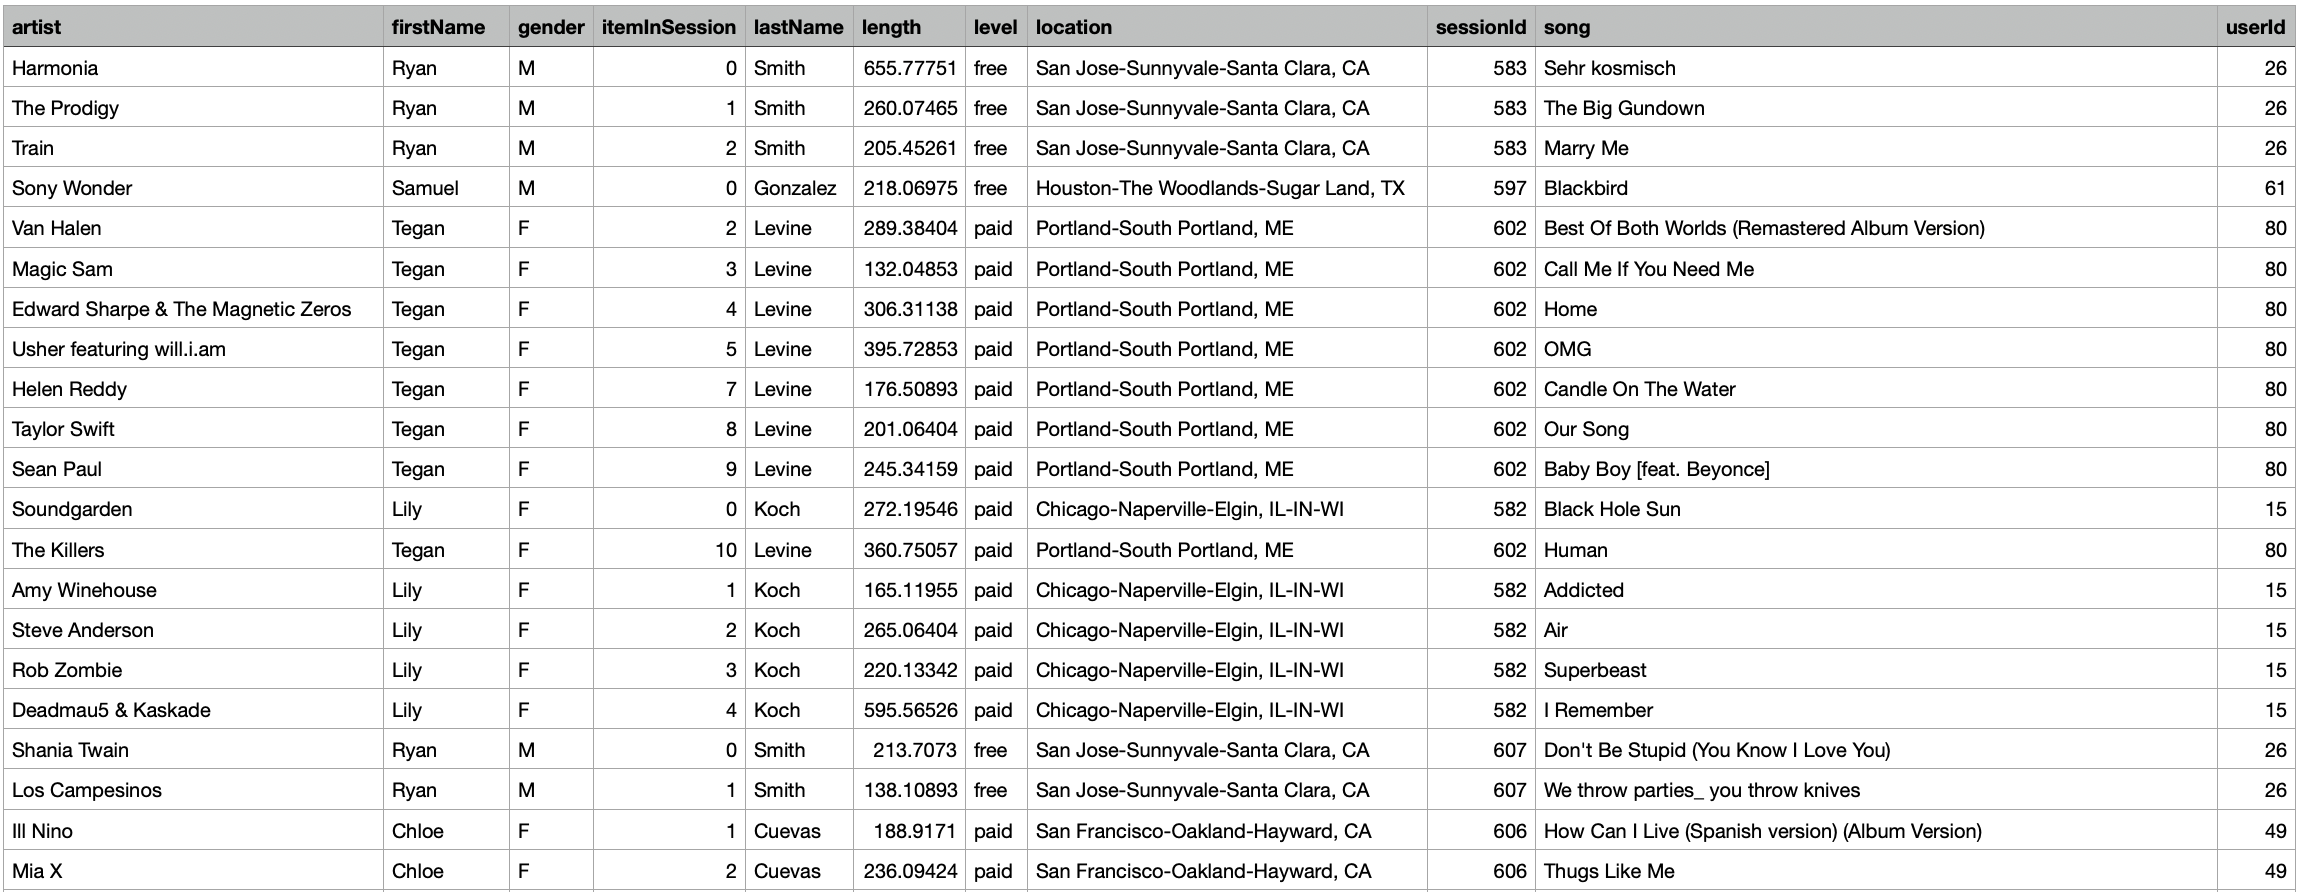 artist firstName gender itemInSession lastName length level location sessionId song userId
Harmonia Ryan M 0 Smith 655.77751 free San Jose-Sunnyvale-Santa Clara, CA 583 Sehr kosmisch 26
The Prodigy Ryan M 1 Smith 260.07465 free San Jose-Sunnyvale-Santa Clara, CA 583 The Big Gundown 26
Train Ryan M 2 Smith 205.45261 free San Jose-Sunnyvale-Santa Clara, CA 583 Marry Me 26
Sony Wonder Samuel M 0 Gonzalez 218.06975 free Houston-The Woodlands-Sugar Land, TX 597 Blackbird 61
Van Halen Tegan F 2 Levine 289.38404 paid Portland-South Portland, ME 602 Best Of Both Worlds (Remastered Album Version) 80
Magic Sam Tegan F 3 Levine 132.04853 paid Portland-South Portland, ME 602 Call Me If You Need Me 80
Edward Sharpe & The Magnetic Zeros Tegan F 4 Levine 306.31138 paid Portland-South Portland, ME 602 Home 80
Usher featuring will.i.am Tegan F 5 Levine 395.72853 paid Portland-South Portland, ME 602 OMG 80
Helen Reddy Tegan F 7 Levine 176.50893 paid Portland-South Portland, ME 602 Candle On The Water 80
Taylor Swift Tegan F 8 Levine 201.06404 paid Portland-South Portland, ME 602 Our Song 80
Sean Paul Tegan F 9 Levine 245.34159 paid Portland-South Portland, ME 602 Baby Boy [feat. Beyonce] 80
Soundgarden Lily F 0 Koch 272.19546 paid Chicago-Naperville-Elgin, IL-IN-WI 582 Black Hole Sun 15
The Killers Tegan F 10 Levine 360.75057 paid Portland-South Portland, ME 602 Human 80
Amy Winehouse Lily F 1 Koch 165.11955 paid Chicago-Naperville-Elgin, IL-IN-WI 582 Addicted 15
Steve Anderson Lily F 2 Koch 265.06404 paid Chicago-Naperville-Elgin, IL-IN-WI 582 Air 15
Rob Zombie Lily F 3 Koch 220.13342 paid Chicago-Naperville-Elgin, IL-IN-WI 582 Superbeast 15
Deadmau5 & Kaskade Lily F 4 Koch 595.56526 paid Chicago-Naperville-Elgin, IL-IN-WI 582 I Remember 15
Shania Twain Ryan M 0 Smith 213.7073 free San Jose-Sunnyvale-Santa Clara, CA 607 Don't Be Stupid (You Know I Love You) 26
Los Campesinos Ryan M 1 Smith 138.10893 free San Jose-Sunnyvale-Santa Clara, CA 607 We throw parties_ you throw knives 26
Ill Nino Chloe F 1 Cuevas 188.9171 paid San Francisco-Oakland-Hayward, CA 606 How Can I Live (Spanish version) (Album Version) 49
Mia X Chloe F 2 Cuevas 236.09424 paid San Francisco-Oakland-Hayward, CA 606 Thugs Like Me 49